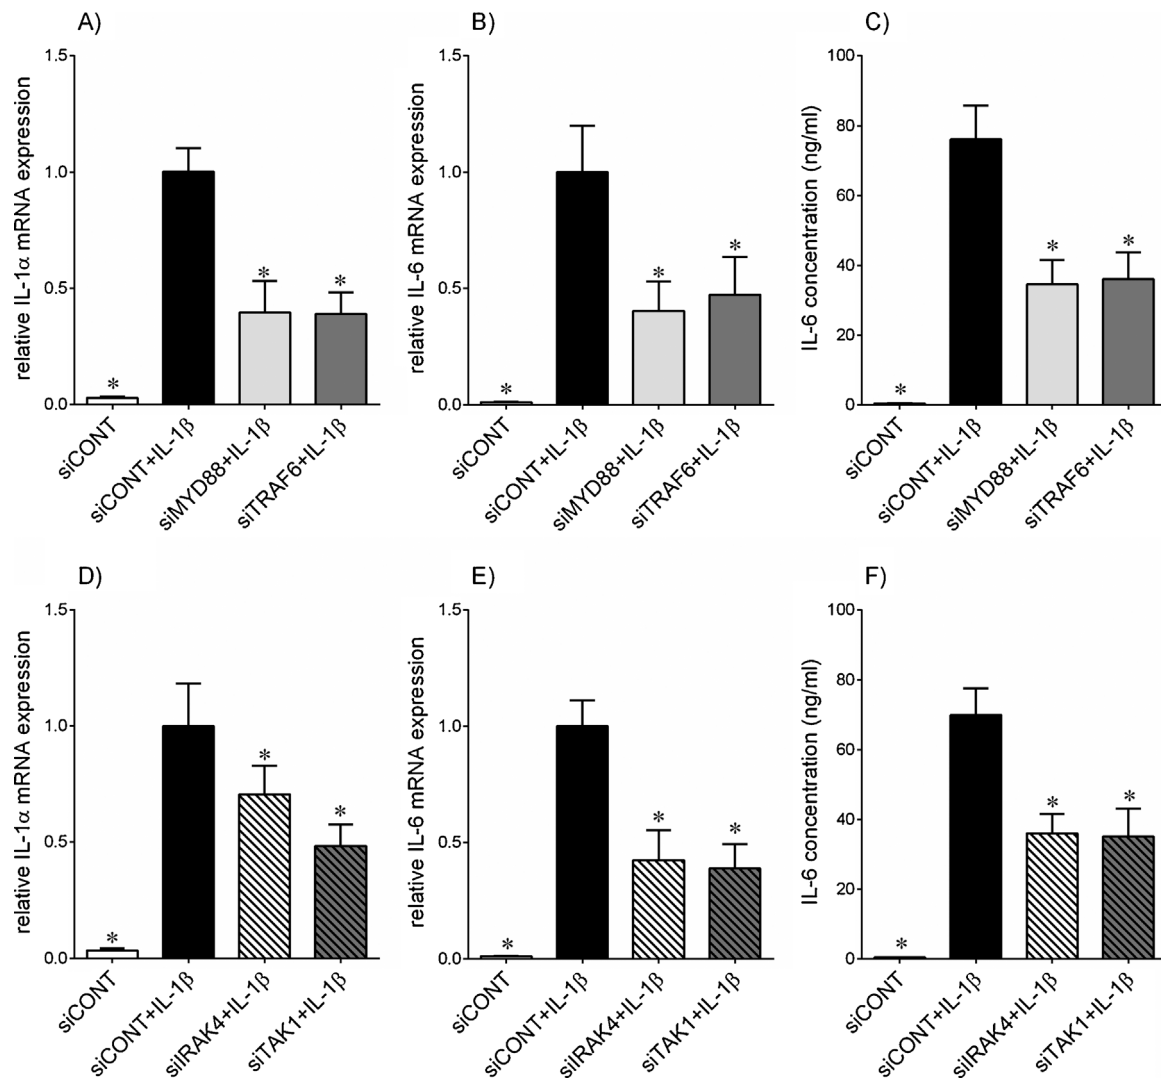 A)
relative IL-1α mRNA expression
1.5
1.0
0.5
0.0
*
*
*
siCONT
siCONT+IL-1β
siMYD88+IL-1β
siTRAF6+IL-1β
B)
relative IL-6 mRNA expression
1.5
1.0
0.5
0.0
*
*
*
siCONT
siCONT+IL-1β
siMYD88+IL-1β
siTRAF6+IL-1β
C)
IL-6 concentration (ng/ml)
100
80
60
40
20
0
*
*
*
siCONT
siCONT+IL-1β
siMYD88+IL-1β
siTRAF6+IL-1β
D)
relative IL-1α mRNA expression
1.5
1.0
0.5
0.0
*
*
*
siCONT
siCONT+IL-1β
siIRAK4+IL-1β
siTAK1+IL-1β
E)
relative IL-6 mRNA expression
1.5
1.0
0.5
0.0
*
*
*
siCONT
siCONT+IL-1β
siIRAK4+IL-1β
siTAK1+IL-1β
F)
IL-6 concentration (ng/ml)
100
80
60
40
20
0
*
*
*
siCONT
siCONT+IL-1β
siIRAK4+IL-1β
siTAK1+IL-1β